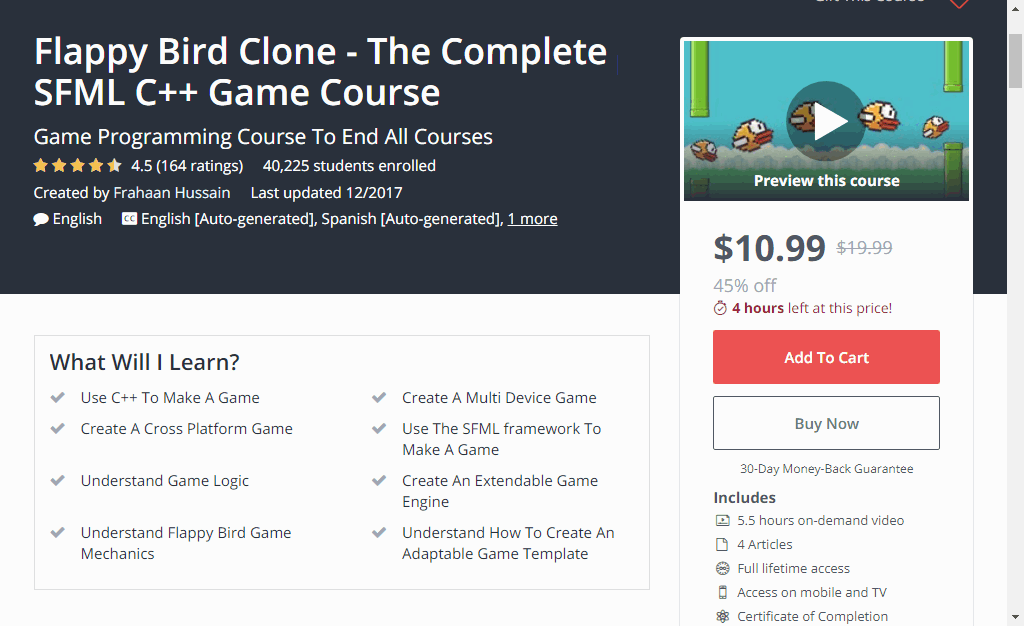 Gift This Course
Flappy Bird Clone - The Complete
SFML C++ Game Course
Game Programming Course To End All Courses
4.5 (164 ratings) 40,225 students enrolled
Created by Frahaan Hussain Last updated 12/2017
English CC English [Auto-generated], Spanish [Auto-generated], 1 more
Preview this course
$10.99 $19.99
45% off
4 hours left at this price!
Add To Cart
Buy Now
30-Day Money-Back Guarantee
Includes
5.5 hours on-demand video
4 Articles
Full lifetime access
Access on mobile and TV
Certificate of Completion
What Will I Learn?
Use C++ To Make A Game
Create A Cross Platform Game
Understand Game Logic
Understand Flappy Bird Game
Mechanics
Create A Multi Device Game
Use The SFML framework To
Make A Game
Create An Extendable Game
Engine
Understand How To Create An
Adaptable Game Template